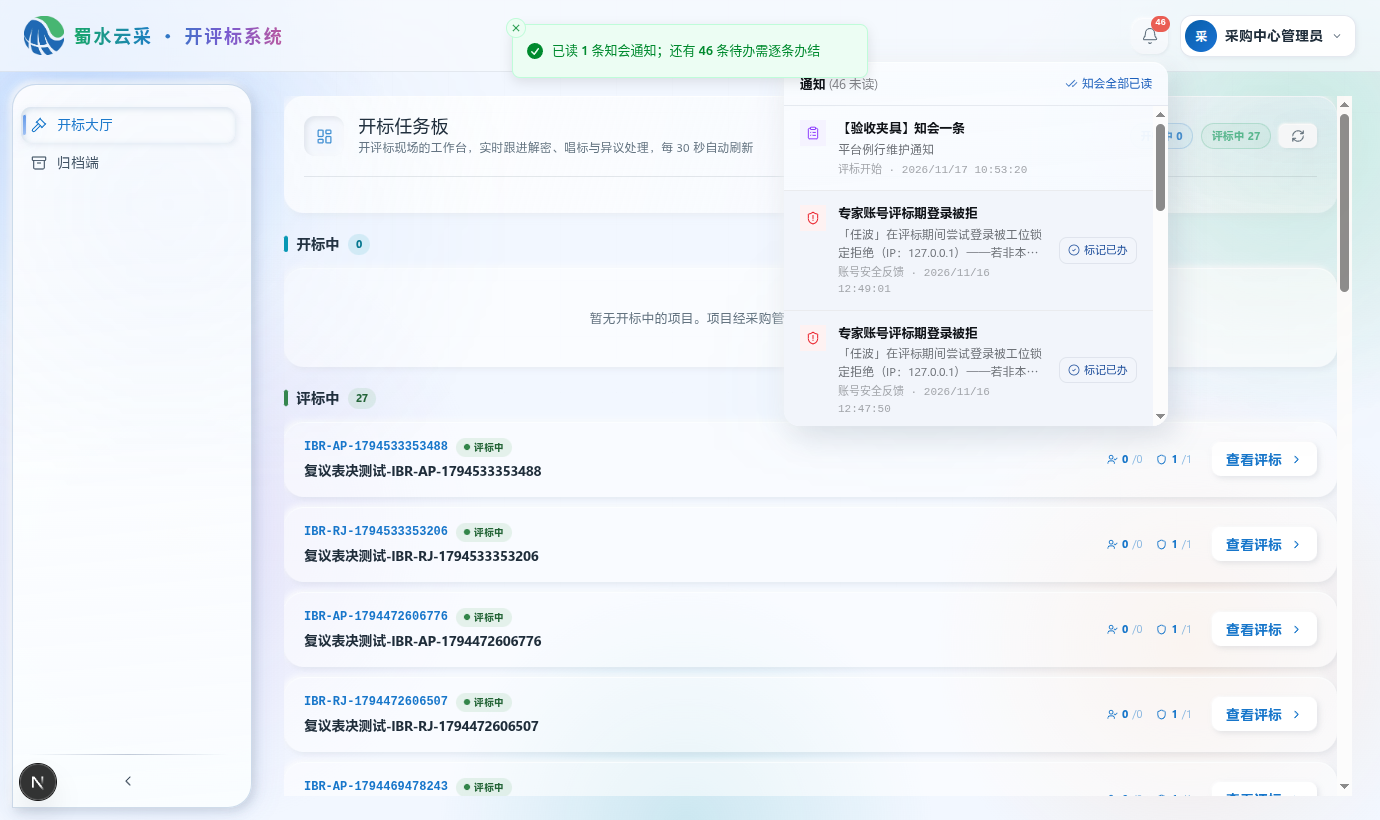 蜀水云采 · 开评标系统
已读 1 条知会通知；还有 46 条待办需逐条办结
46
采
采购中心管理员
开标大厅
归档端
N
开标任务板
开评标现场的工作台，实时跟进解密、唱标与异议处理，每 30 秒自动刷新
中 0
评标中 27
通知 (46 未读)
知会全部已读
【验收夹具】知会一条
平台例行维护通知
评标开始 · 2026/11/17 10:53:20
专家账号评标期登录被拒
「任波」在评标期间尝试登录被工位锁
定拒绝（IP：127.0.0.1）——若非本…
账号安全反馈 · 2026/11/16
12:49:01
标记已办
专家账号评标期登录被拒
「任波」在评标期间尝试登录被工位锁
定拒绝（IP：127.0.0.1）——若非本…
账号安全反馈 · 2026/11/16
12:47:50
标记已办
开标中 0
暂无开标中的项目。项目经采购管
评标中 27
IBR-AP-1794533353488 评标中
复议表决测试-IBR-AP-1794533353488
0 /0 1 /1 查看评标
IBR-RJ-1794533353206 评标中
复议表决测试-IBR-RJ-1794533353206
0 /0 1 /1 查看评标
IBR-AP-1794472606776 评标中
复议表决测试-IBR-AP-1794472606776
0 /0 1 /1 查看评标
IBR-RJ-1794472606507 评标中
复议表决测试-IBR-RJ-1794472606507
0 /0 1 /1 查看评标
IBR-AP-1794469478243 评标中